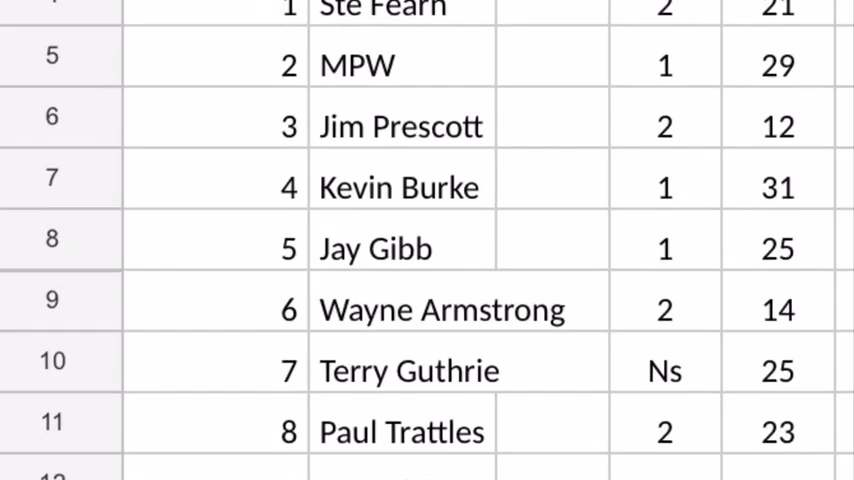 1 Ste Fearn 2 21
5 2 MPW 1 29
6 3 Jim Prescott 2 12
7 4 Kevin Burke 1 31
8 5 Jay Gibb 1 25
9 6 Wayne Armstrong 2 14
10 7 Terry Guthrie Ns 25
11 8 Paul Trattles 2 23
12